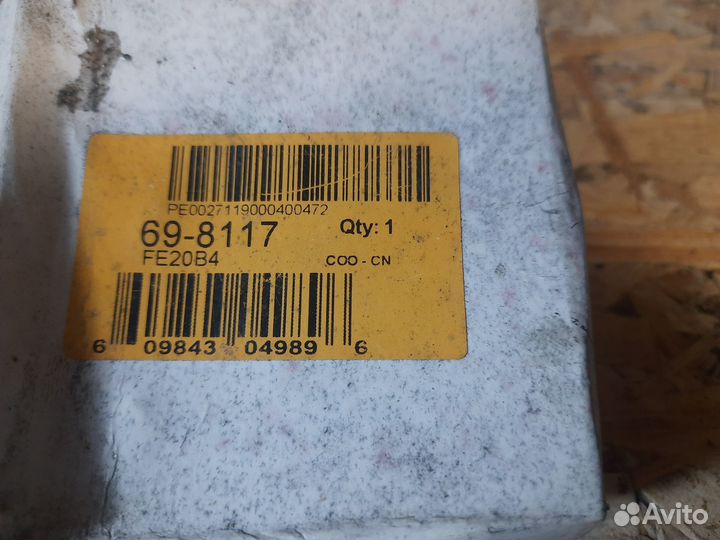 PE0027119000400472
69-8117 Qty: 1
FE20B4 COO - CN
6 09843 04989 6
Avito